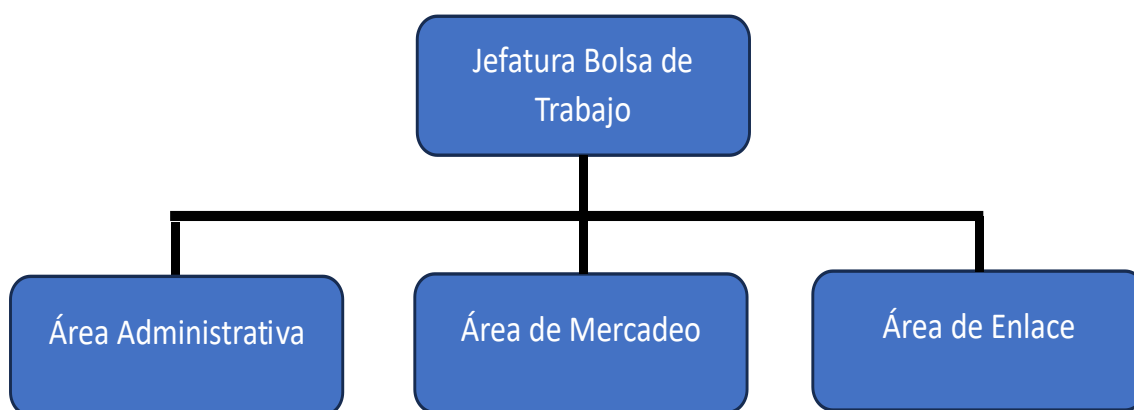 Jefatura Bolsa de
Trabajo
Área Administrativa
Área de Mercadeo
Área de Enlace